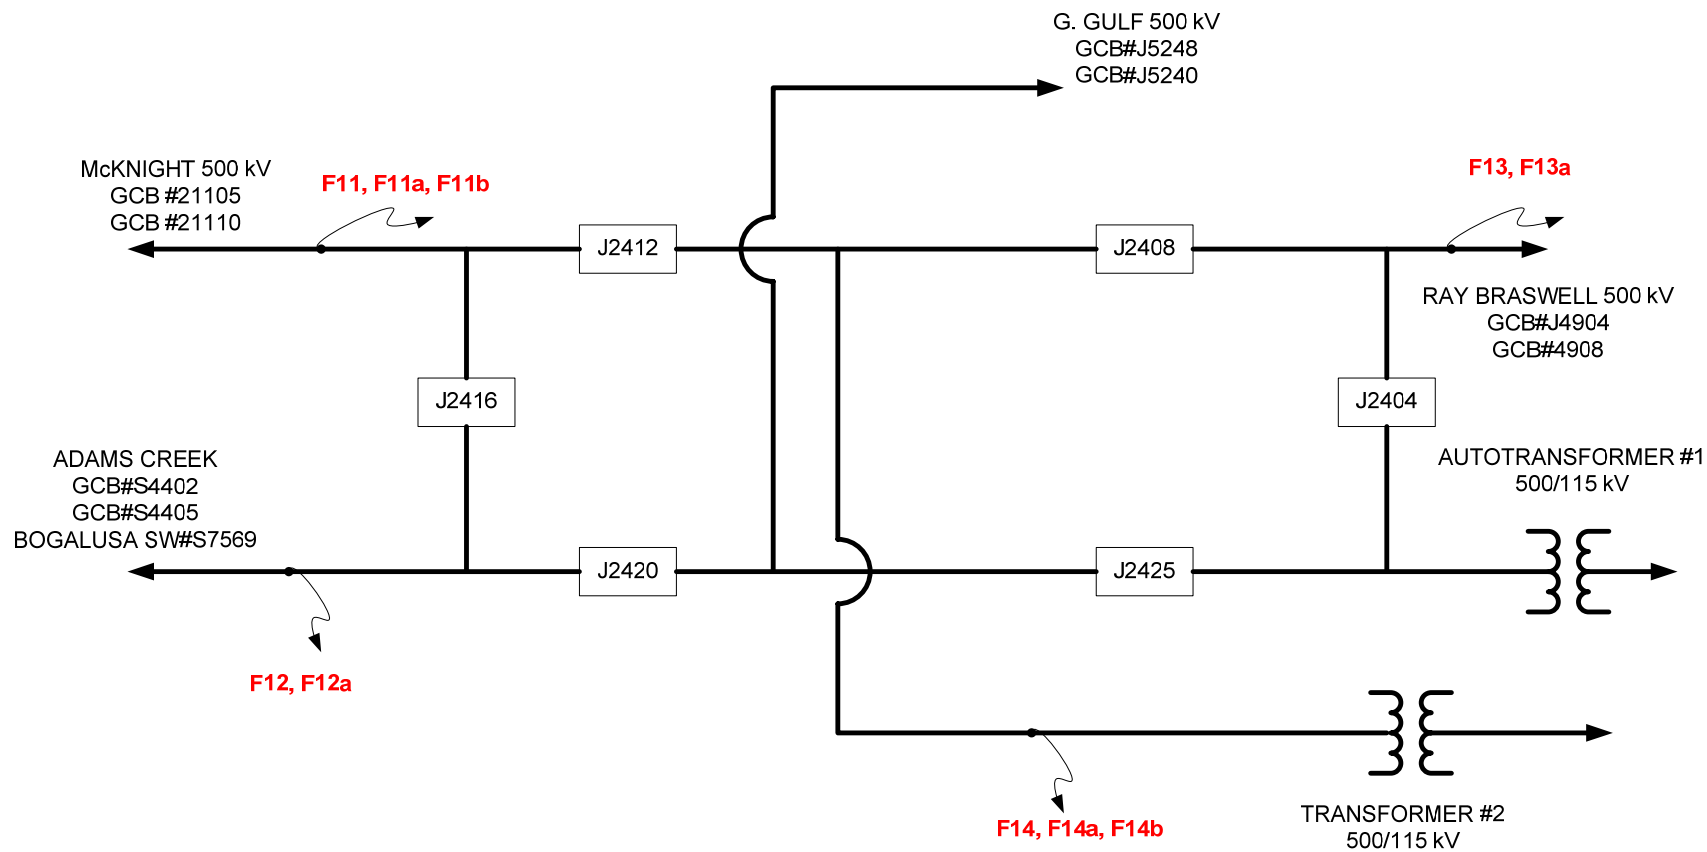 G. GULF 500 kV
GCB#J5248
GCB#J5240
McKNIGHT 500 kV
GCB #21105
GCB #21110
F11, F11a, F11b
F13, F13a
J2412
J2408
RAY BRASWELL 500 kV
GCB#J4904
GCB#4908
J2416
J2404
ADAMS CREEK
GCB#S4402
GCB#S4405
BOGALUSA SW#S7569
AUTOTRANSFORMER #1
500/115 kV
J2420
J2425
F12, F12a
F14, F14a, F14b
TRANSFORMER #2
500/115 kV